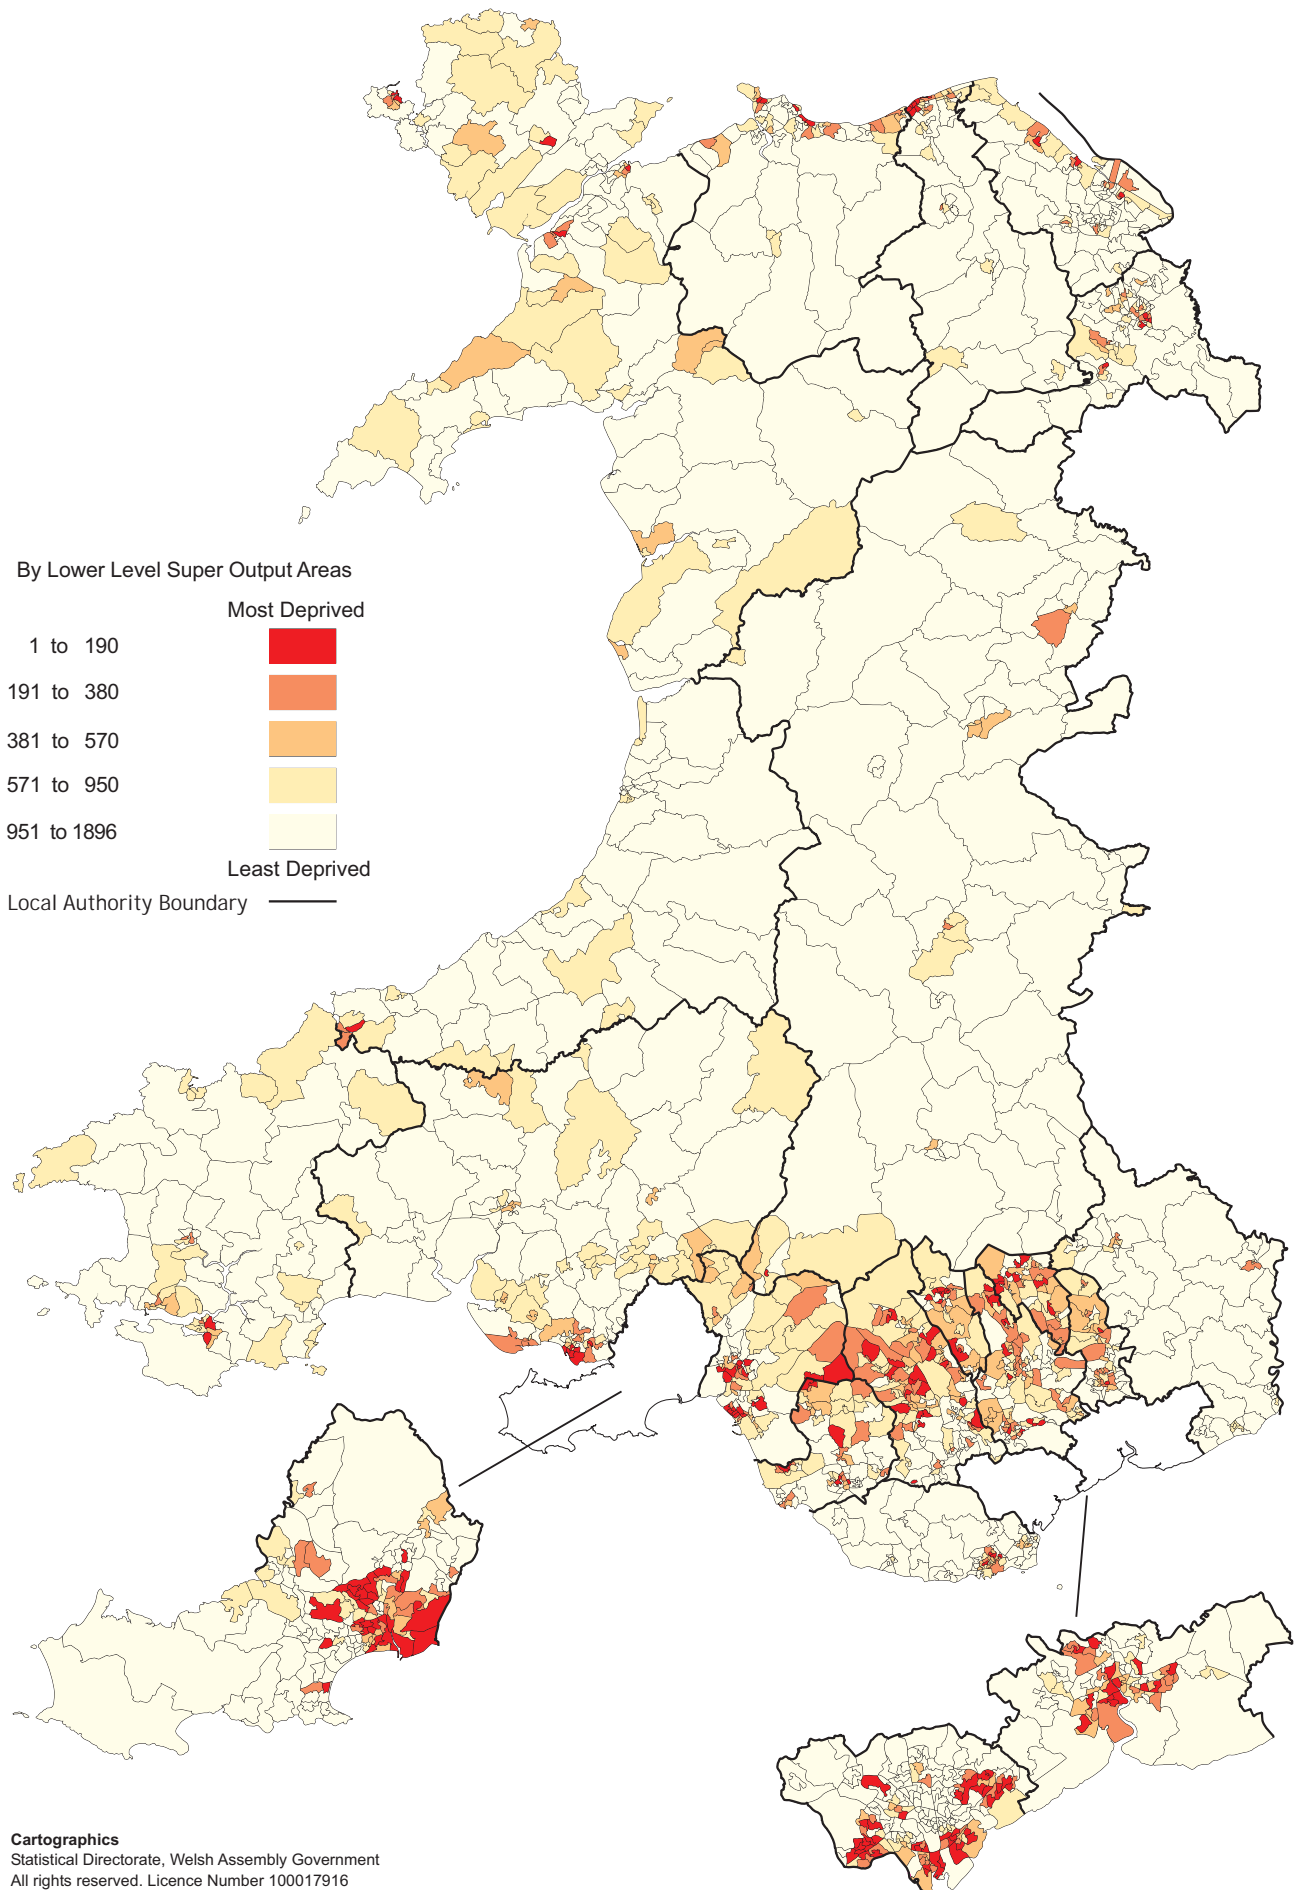 By Lower Level Super Output Areas
Most Deprived
1 to 190
191 to 380
381 to 570
571 to 950
951 to 1896
Least Deprived
Local Authority Boundary
Cartographics
Statistical Directorate, Welsh Assembly Government
All rights reserved. Licence Number 100017916